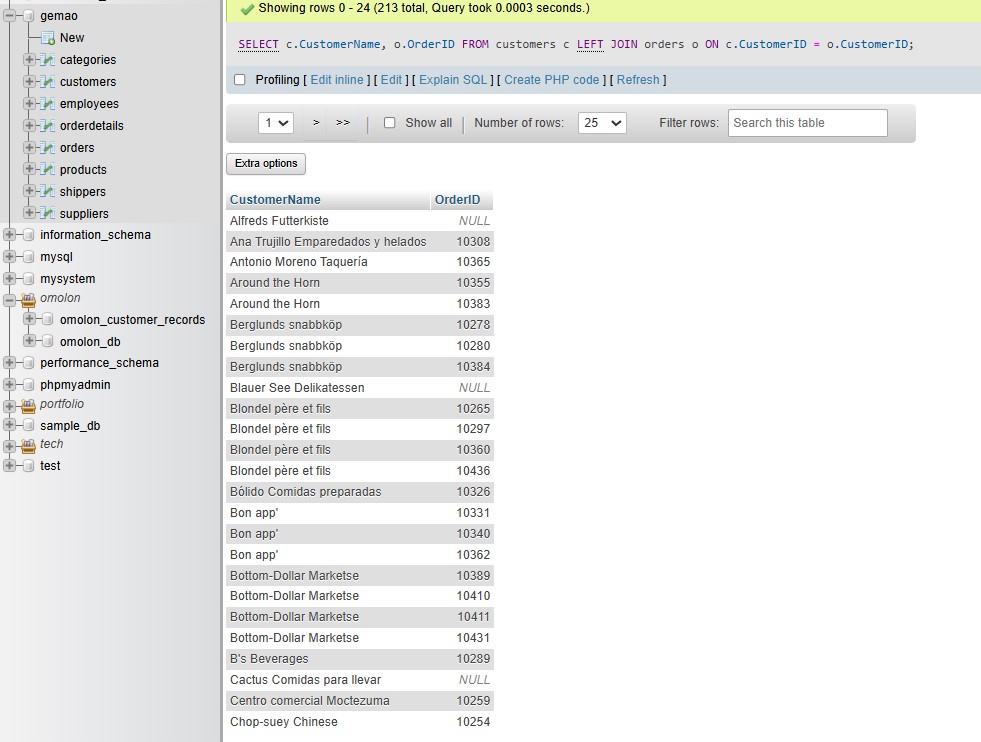 gemao
New
categories
customers
employees
orderdetails
orders
products
shippers
suppliers
information_schema
mysql
mysystem
omolon
omolon_customer_records
omolon_db
performance_schema
phpmyadmin
portfolio
sample_db
tech
test
Showing rows 0 - 24 (213 total, Query took 0.0003 seconds.)
SELECT c.CustomerName, o.OrderID FROM customers c LEFT JOIN orders o ON c.CustomerID = o.CustomerID;
Profiling [ Edit inline ] [ Edit ] [ Explain SQL ] [ Create PHP code ] [ Refresh ]
1 > >> | Show all | Number of rows: 25 Filter rows: Search this table
Extra options
CustomerName OrderID
Alfreds Futterkiste NULL
Ana Trujillo Emparedados y helados 10308
Antonio Moreno Taquería 10365
Around the Horn 10355
Around the Horn 10383
Berglunds snabbköp 10278
Berglunds snabbköp 10280
Berglunds snabbköp 10384
Blauer See Delikatessen NULL
Blondel père et fils 10265
Blondel père et fils 10297
Blondel père et fils 10360
Blondel père et fils 10436
Bólido Comidas preparadas 10326
Bon app' 10331
Bon app' 10340
Bon app' 10362
Bottom-Dollar Marketse 10389
Bottom-Dollar Marketse 10410
Bottom-Dollar Marketse 10411
Bottom-Dollar Marketse 10431
B's Beverages 10289
Cactus Comidas para llevar NULL
Centro comercial Moctezuma 10259
Chop-suey Chinese 10254